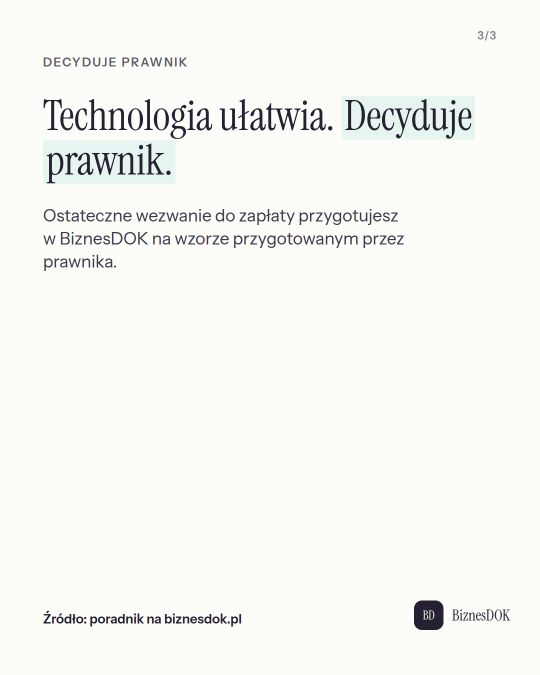 3/3
DECYDUJE PRAWNIK
Technologia ułatwia. Decyduje
prawnik.
Ostateczne wezwanie do zapłaty przygotujesz
w BiznesDOK na wzorze przygotowanym przez
prawnika.
Źródło: poradnik na biznesdok.pl
BD BiznesDOK